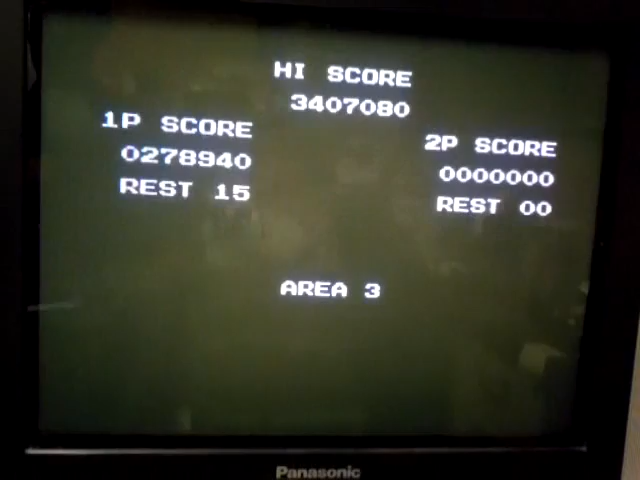 HI SCORE
3407080
1P SCORE
0278940
REST 15
2P SCORE
0000000
REST 00
AREA 3
Panasonic